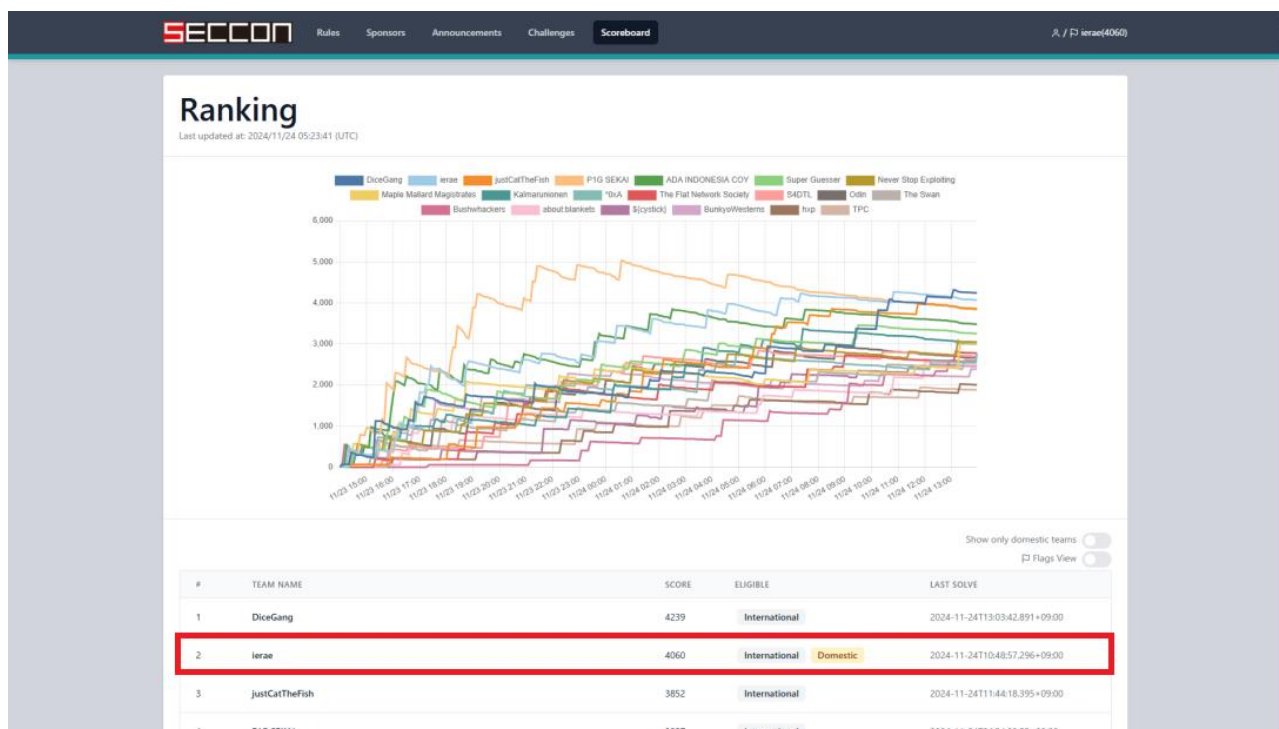 SECCON Rules Sponsors Announcements Challenges Scoreboard / ierae(4060)
Ranking
Last updated at: 2024/11/24 05:23:41 (UTC)
DiceGang ierae justCatTheFish P1G SEKAI ADA INDONESIA COY Super Guesser Never Stop Exploiting
Maple Mallard Magistrates Kalmarunionen ^0xA The Flat Network Society S4DTL Odin The Swan
Bushwhackers about:blankets ${cystick} BunkyoWesterns hxp TPC
6,000
5,000
4,000
3,000
2,000
1,000
0
11/23 15:00 11/23 16:00 11/23 17:00 11/23 18:00 11/23 19:00 11/23 20:00 11/23 21:00 11/23 22:00 11/23 23:00 11/24 00:00 11/24 01:00 11/24 02:00 11/24 03:00 11/24 04:00 11/24 05:00 11/24 06:00 11/24 07:00 11/24 08:00 11/24 09:00 11/24 10:00 11/24 11:00 11/24 12:00 11/24 13:00
Show only domestic teams
Flags View
# TEAM NAME SCORE ELIGIBLE LAST SOLVE
1 DiceGang 4239 International 2024-11-24T13:03:42.891+09:00
2 ierae 4060 International Domestic 2024-11-24T10:48:57.296+09:00
3 justCatTheFish 3852 International 2024-11-24T11:44:18.395+09:00